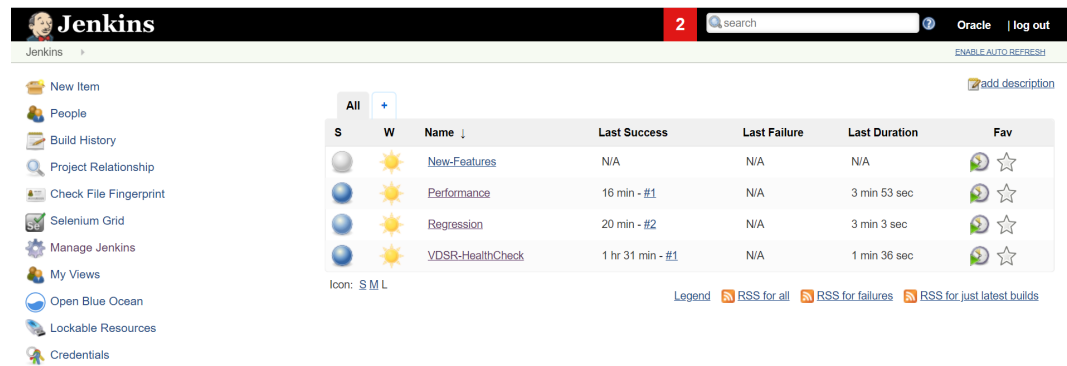 Jenkins
2
search
Oracle | log out
Jenkins
ENABLE AUTO REFRESH
New Item
People
Build History
Project Relationship
Check File Fingerprint
Selenium Grid
Manage Jenkins
My Views
Open Blue Ocean
Lockable Resources
Credentials
add description
All +
S W Name ↓ Last Success Last Failure Last Duration Fav
New-Features N/A N/A N/A
Performance 16 min - #1 N/A 3 min 53 sec
Regression 20 min - #2 N/A 3 min 3 sec
VDSR-HealthCheck 1 hr 31 min - #1 N/A 1 min 36 sec
Icon: S M L
Legend RSS for all RSS for failures RSS for just latest builds